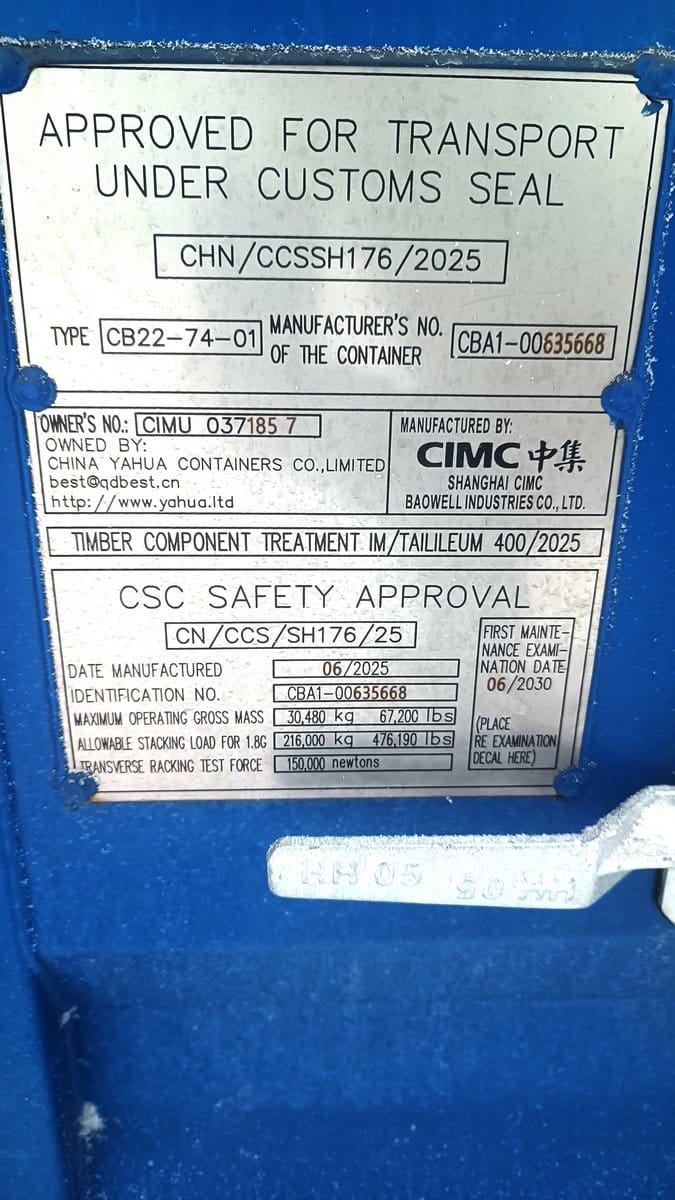 APPROVED FOR TRANSPORT
UNDER CUSTOMS SEAL
CHN/CCSSH176/2025
TYPE CB22-74-01 MANUFACTURER'S NO. OF THE CONTAINER CBA1-00635668
OWNER'S NO.: CIMU 037185 7
OWNED BY:
CHINA YAHUA CONTAINERS CO.,LIMITED
best@qdbest.cn
http://www.yahua.ltd
MANUFACTURED BY:
CIMC 中集
SHANGHAI CIMC
BAOWELL INDUSTRIES CO., LTD.
TIMBER COMPONENT TREATMENT IM/TAILILEUM 400/2025
CSC SAFETY APPROVAL
CN/CCS/SH176/25
DATE MANUFACTURED 06/2025
IDENTIFICATION NO. CBA1-00635668
MAXIMUM OPERATING GROSS MASS 30,480 kg 67,200 lbs
ALLOWABLE STACKING LOAD FOR 1.8G 216,000 kg 476,190 lbs
TRANSVERSE RACKING TEST FORCE 150,000 newtons
FIRST MAINTE-
NANCE EXAMI-
NATION DATE
06/2030
(PLACE
RE EXAMINATION
DECAL HERE)
HH 05